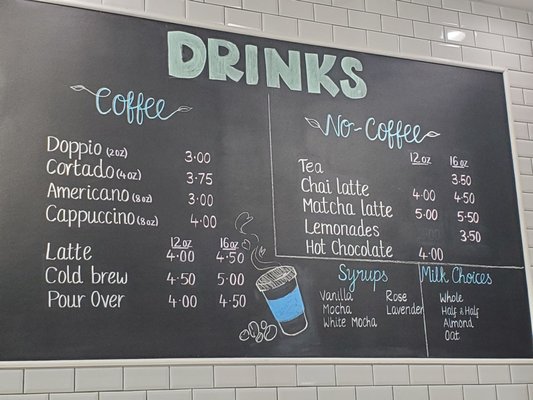 DRINKS
Coffee
Doppio (2oz) 3.00
Cortado (4oz) 3.75
Americano (8oz) 3.00
Cappuccino (8oz) 4.00
12oz 16oz
Latte 4.00 4.50
Cold brew 4.50 5.00
Pour Over 4.00 4.50
No-Coffee
12oz 16oz
Tea 3.50
Chai latte 4.00 4.50
Matcha latte 5.00 5.50
Lemonades 3.50
Hot Chocolate 4.00
Syrups
Vanilla Rose
Mocha Lavender
White Mocha
Milk Choices
Whole
Half & Half
Almond
Oat